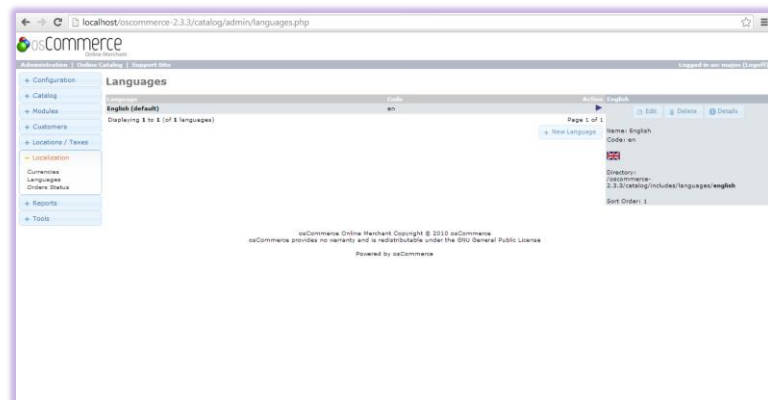 localhost/oscommerce-2.3.3/catalog/admin/languages.php
osCommerce
Online Merchant
Administration | Online Catalog | Support Site
Logged in as: (Logoff)
+ Configuration
+ Catalog
+ Modules
+ Customers
+ Locations / Taxes
− Localization
Currencies
Languages
Orders Status
+ Reports
+ Tools
Languages
Language Code Action
English (default) en
Displaying 1 to 1 (of 1 languages) Page 1 of 1
+ New Language
English
Edit Delete Details
Name: English
Code: en
Directory:
/oscommerce-
2.3.3/catalog/includes/languages/english
Sort Order: 1
osCommerce Online Merchant Copyright © 2010 osCommerce
osCommerce provides no warranty and is redistributable under the GNU General Public License
Powered by osCommerce